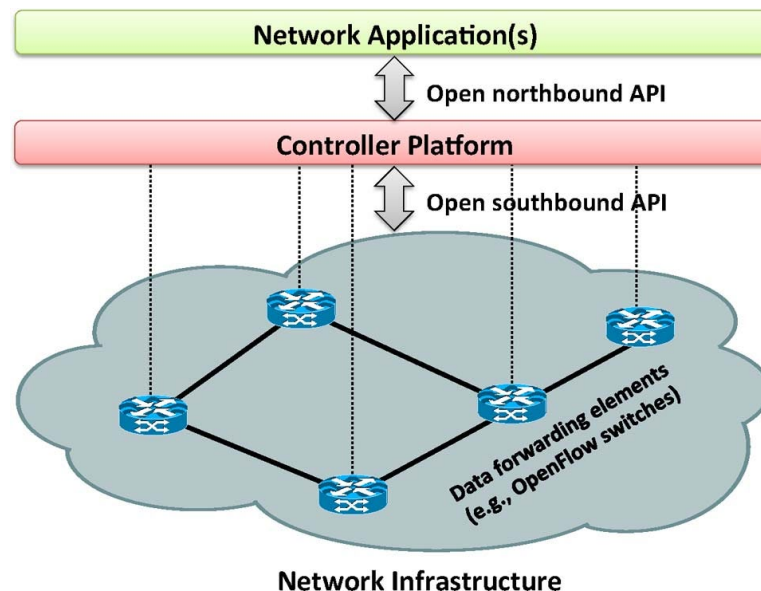 Network Application(s)
Open northbound API
Controller Platform
Open southbound API
Data forwarding elements
(e.g., OpenFlow switches)
Network Infrastructure